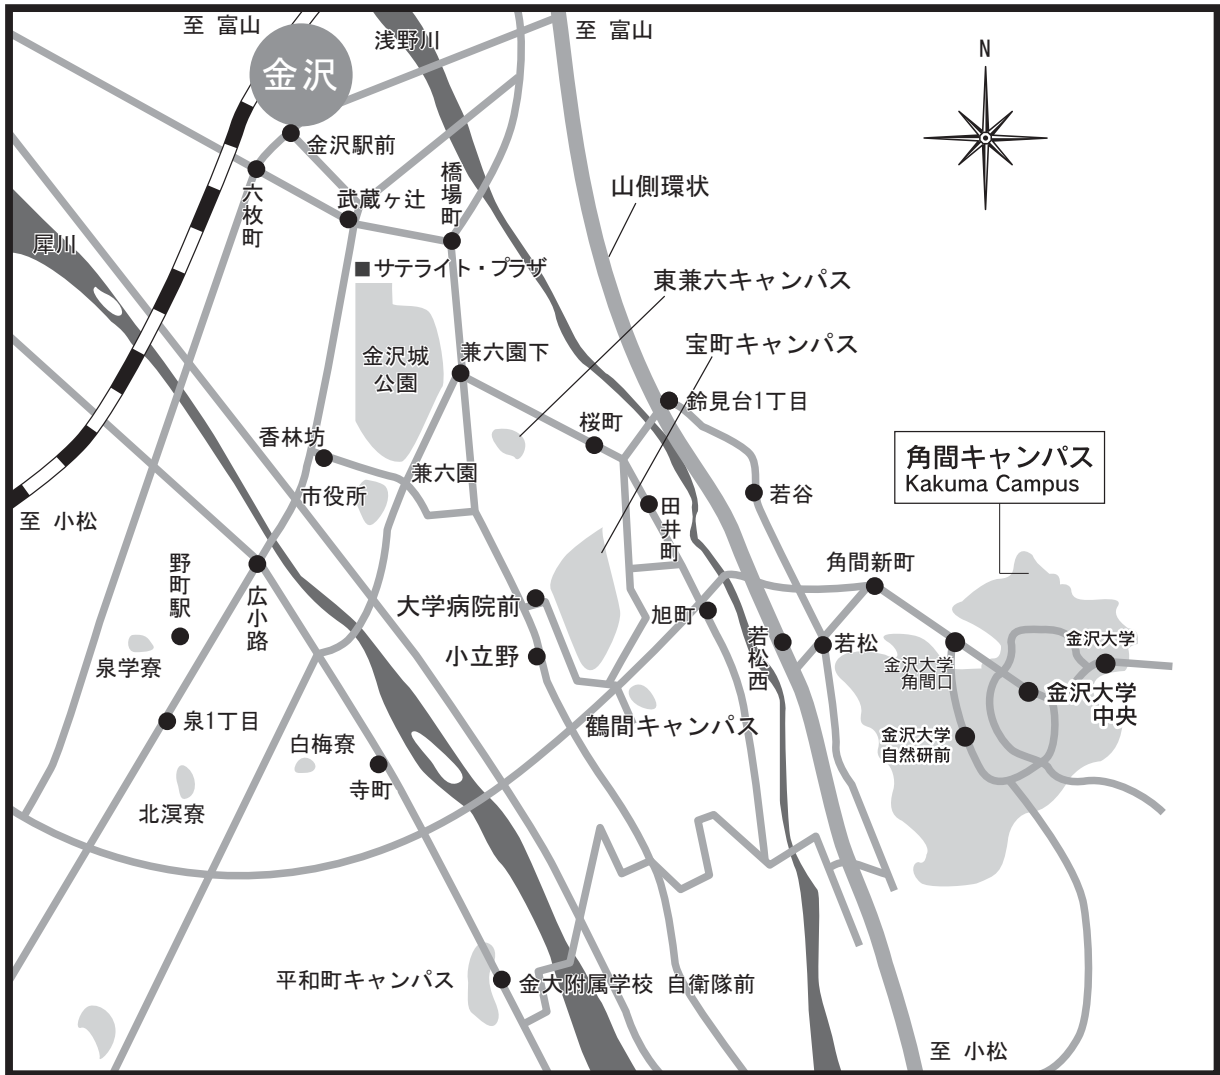 至 富山
浅野川
至 富山
金沢
N
金沢駅前
橋場町
六枚町
武蔵ヶ辻
山側環状
犀川
■サテライト・プラザ
東兼六キャンパス
金沢城
公園
兼六園下
宝町キャンパス
鈴見台1丁目
桜町
香林坊
兼六園
市役所
角間キャンパス
Kakuma Campus
若谷
田井町
至 小松
野町駅
角間新町
広小路
大学病院前
旭町
若松西
若松
金沢大学
角間口
金沢大学
泉学寮
小立野
金沢大学
中央
泉1丁目
鶴間キャンパス
金沢大学
自然研前
白梅寮
寺町
北溟寮
平和町キャンパス
金大附属学校 自衛隊前
至 小松